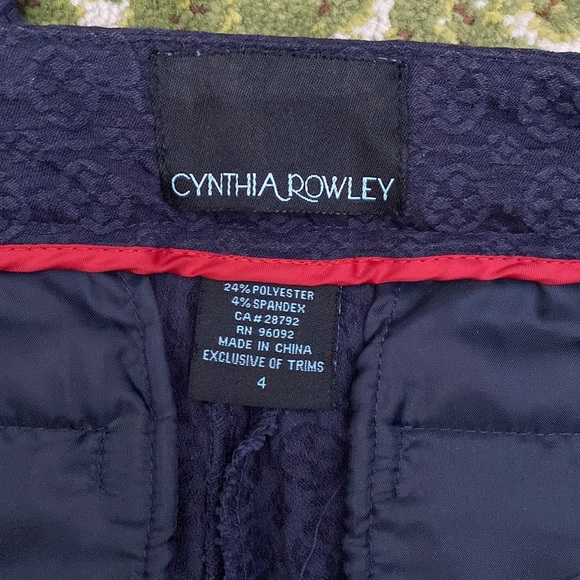 CYNTHIA ROWLEY
24% POLYESTER
4% SPANDEX
CA# 28792
RN 96092
MADE IN CHINA
EXCLUSIVE OF TRIMS
4